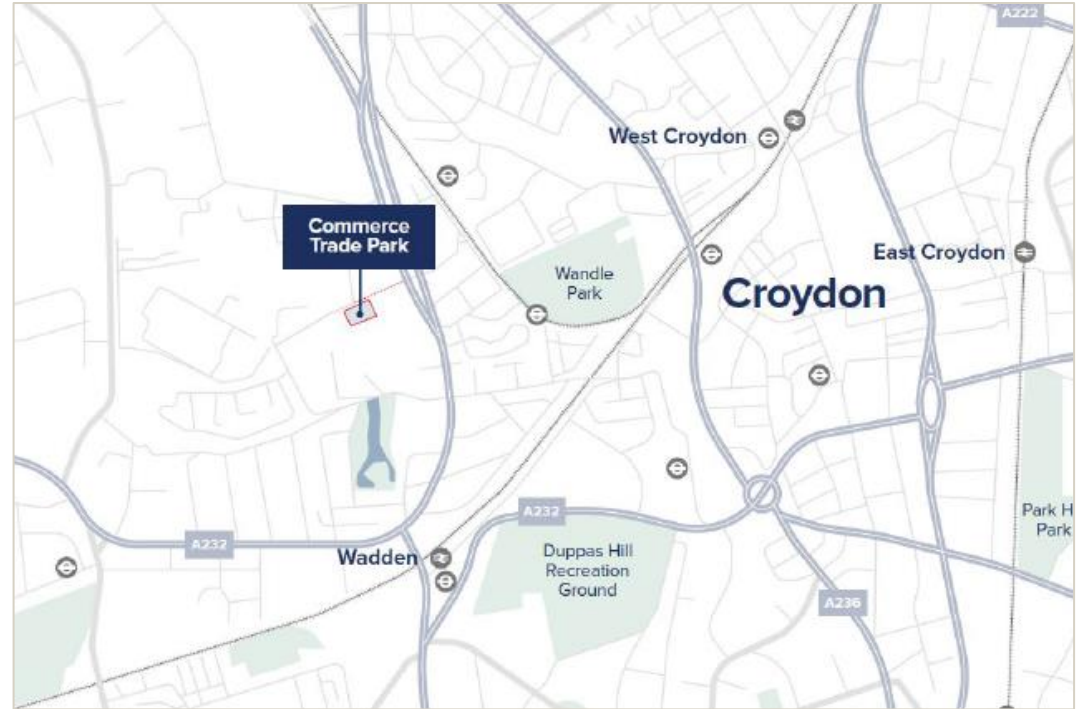 A222
West Croydon
Commerce
Trade Park
East Croydon
Wandle
Park
Croydon
Park H
Park
A232
A232
Wadden
Duppas Hill
Recreation
Ground
A236